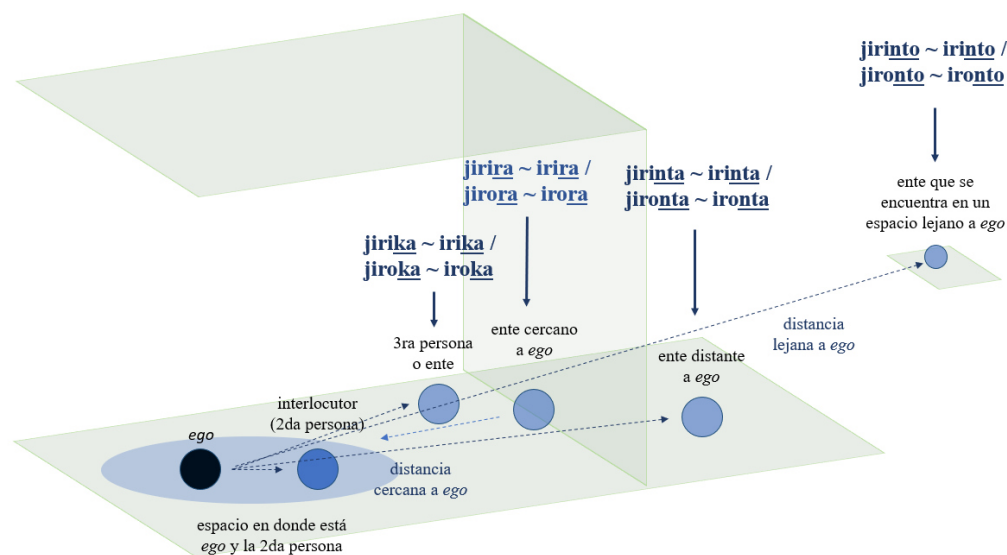 jirinto ~ irinto /
jironto ~ ironto
jirira ~ irira /
jirora ~ irora
jirinta ~ irinta /
jironta ~ ironta
ente que se
encuentra en un
espacio lejano a ego
jirika ~ irika /
jiroka ~ iroka
3ra persona
o ente
ente cercano
a ego
ente distante
a ego
distancia
lejana a ego
interlocutor
(2da persona)
ego
distancia
cercana a ego
espacio en donde está
ego y la 2da persona